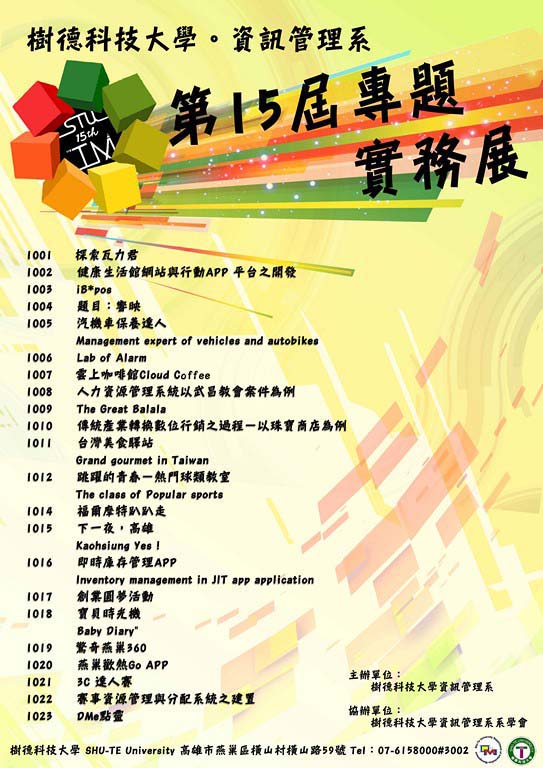 樹德科技大學。資訊管理系
STU
15th
IM
第15屆專題
實務展
1001 探索瓦力君
1002 健康生活館網站與行動APP 平台之開發
1003 iB*pos
1004 題目：響映
1005 汽機車保養達人
Management expert of vehicles and autobikes
1006 Lab of Alarm
1007 雲上咖啡館Cloud Coffee
1008 人力資源管理系統以武昌教會案件為例
1009 The Great Balala
1010 傳統產業轉換數位行銷之過程－以珠寶商店為例
1011 台灣美食驛站
Grand gourmet in Taiwan
1012 跳躍的青春－熱門球類教室
The class of Popular sports
1014 福爾摩特趴趴走
1015 下一夜，高雄
Kaohsiung Yes !
1016 即時庫存管理APP
Inventory management in JIT app application
1017 創業圓夢活動
1018 寶貝時光機
Baby Diary"
1019 驚奇燕巢360
1020 燕巢歡熱Go APP
1021 3C 達人賽
1022 賽事資源管理與分配系統之建置
1023 DMe點靈
主辦單位：
樹德科技大學資訊管理系
協辦單位：
樹德科技大學資訊管理系系學會
樹德科技大學 SHU-TE University 高雄市燕巢區橫山村橫山路59號 Tel：07-6158000#3002